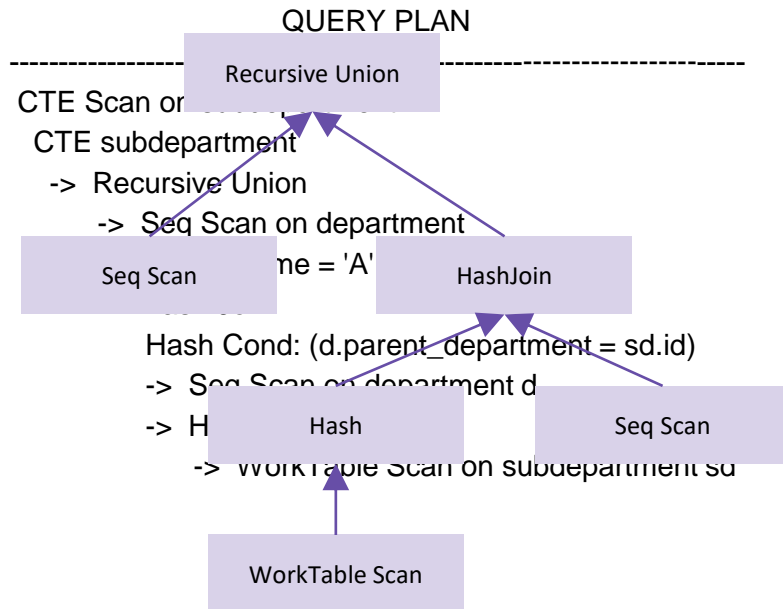 QUERY PLAN
Recursive Union
CTE Scan on
CTE subdepartment
-> Recursive Union
-> Seq Scan on department
Seq Scan
me = 'A'
HashJoin
Hash Cond: (d.parent_department = sd.id)
-> Seq Scan on department d
-> H
Hash
Seq Scan
-> WorkTable Scan on subdepartment sd
WorkTable Scan